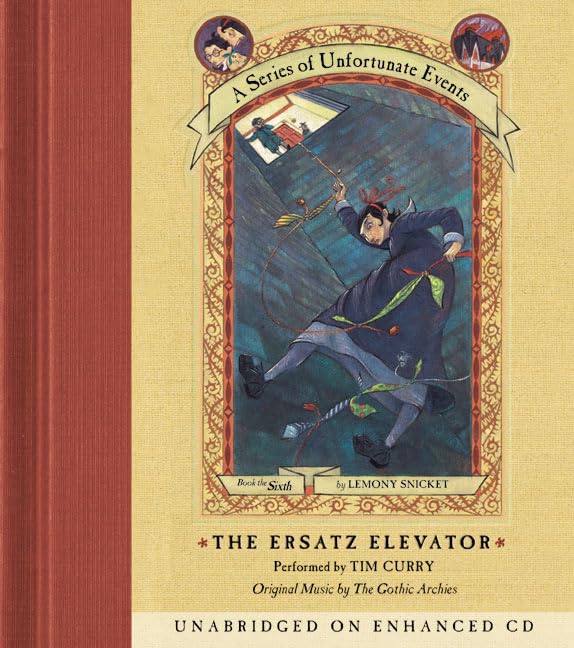 A Series of Unfortunate Events
Book the Sixth
by LEMONY SNICKET
*THE ERSATZ ELEVATOR*
Performed by TIM CURRY
Original Music by The Gothic Archies
UNABRIDGED ON ENHANCED CD